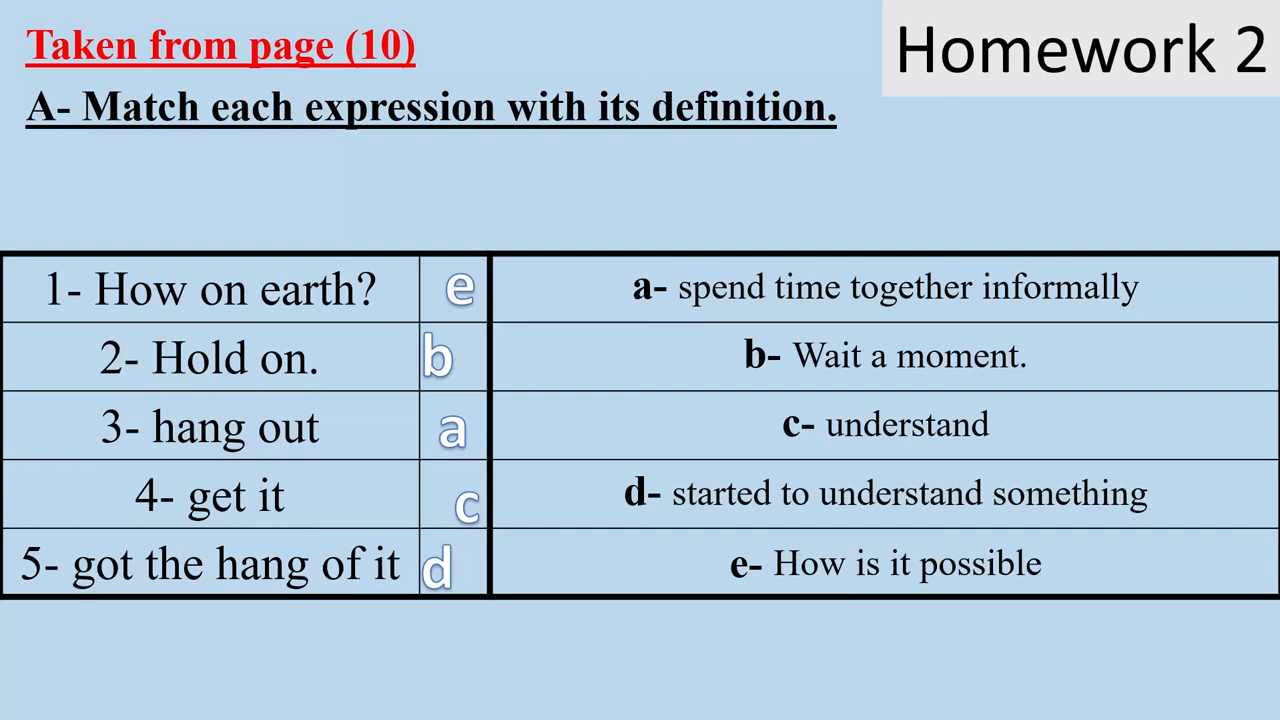 Taken from page (10)
Homework 2
A- Match each expression with its definition.
1- How on earth? e a- spend time together informally
2- Hold on. b b- Wait a moment.
3- hang out a c- understand
4- get it c d- started to understand something
5- got the hang of it d e- How is it possible